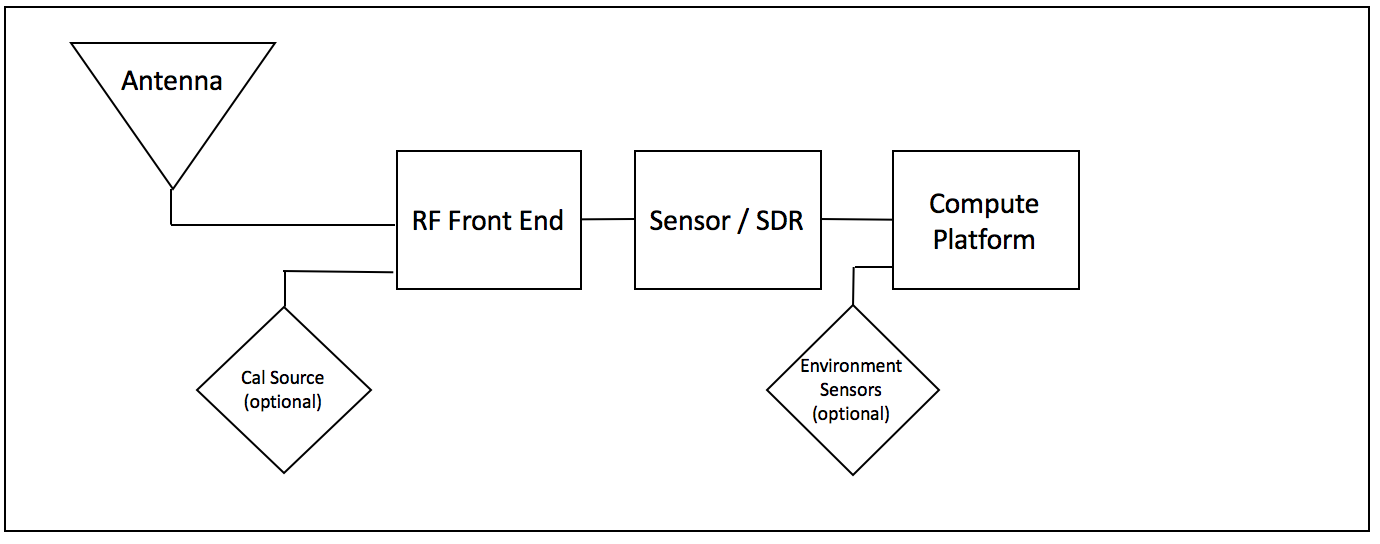 Antenna
RF Front End
Sensor / SDR
Compute
Platform
Cal Source
(optional)
Environment
Sensors
(optional)